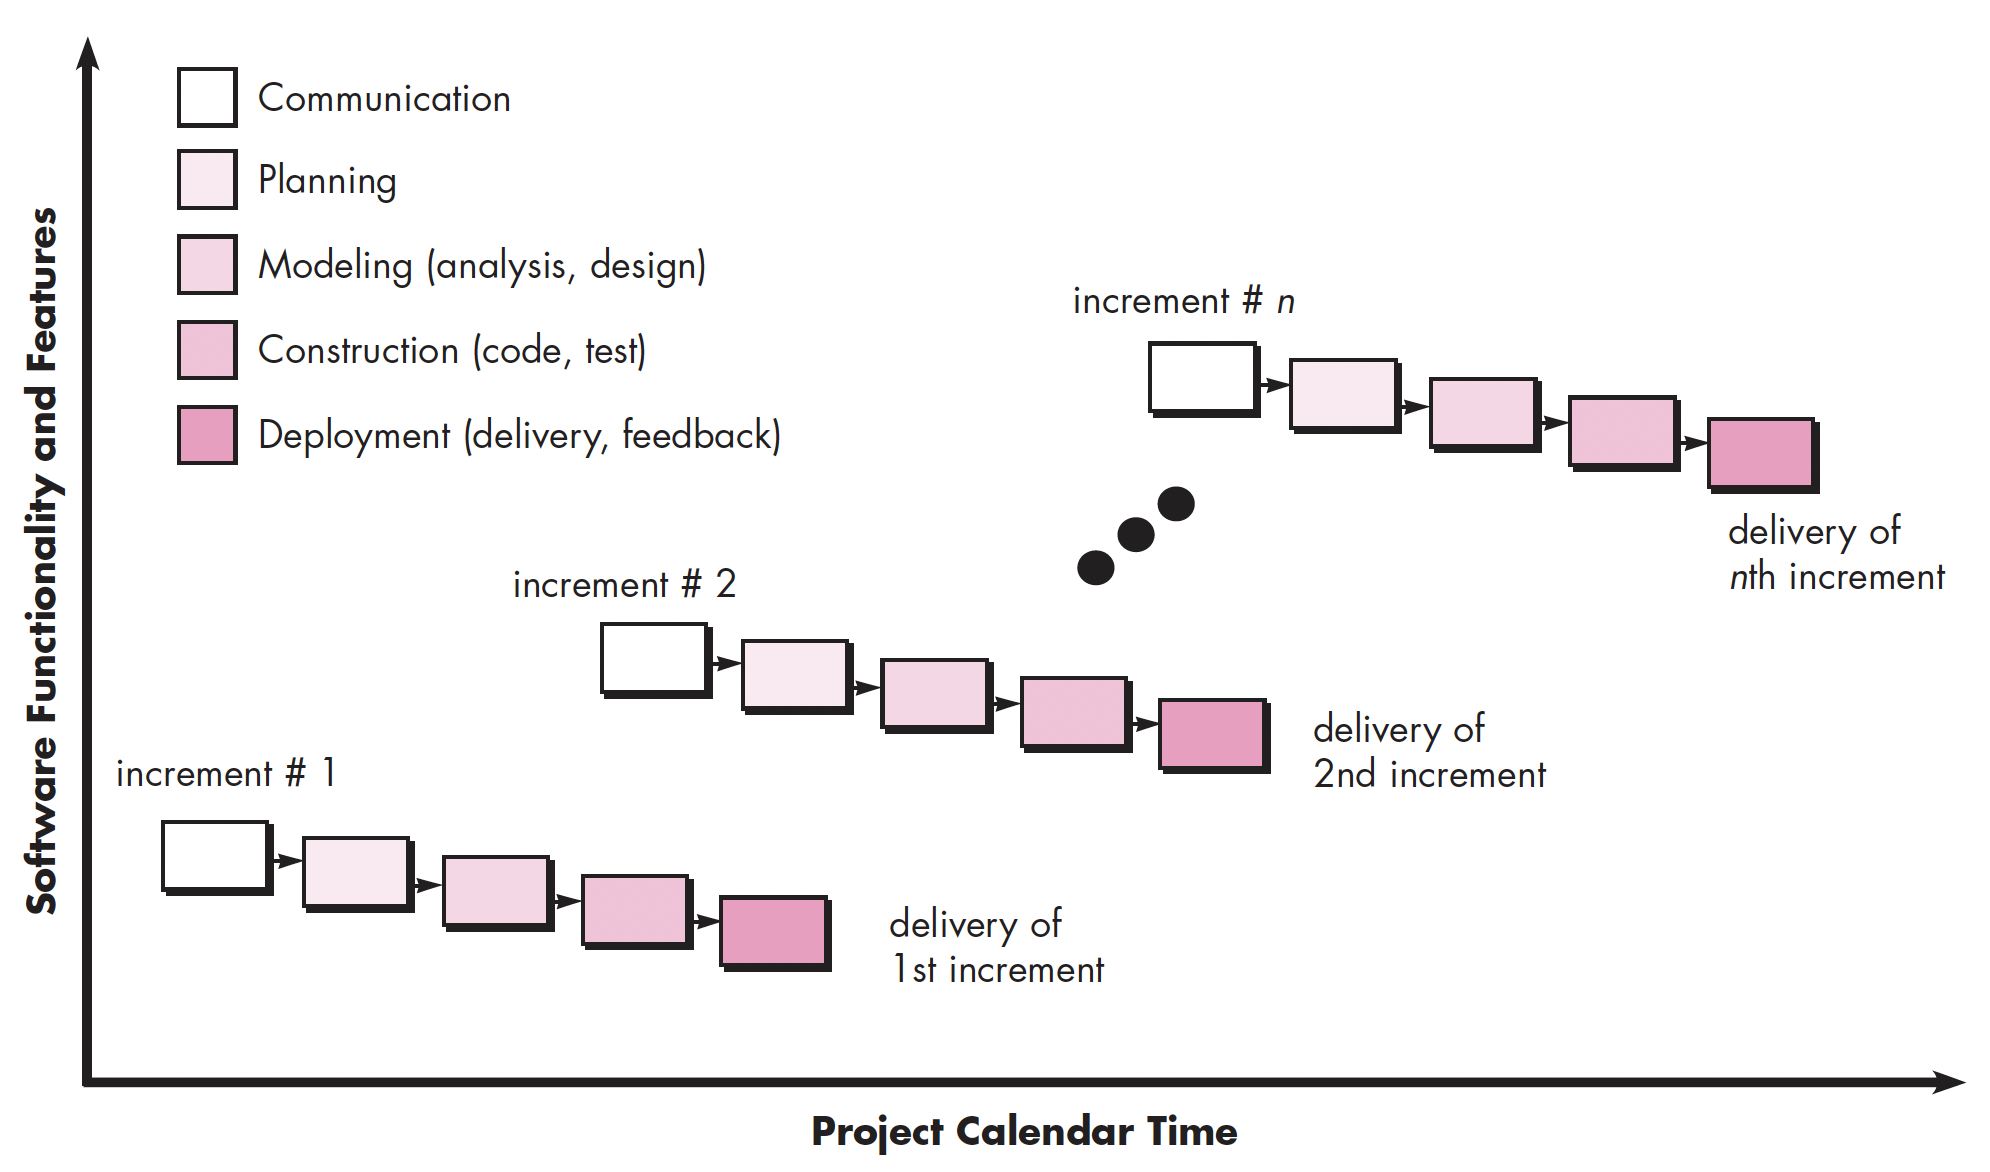 Communication
Planning
Modeling (analysis, design)
Construction (code, test)
Deployment (delivery, feedback)
Software Functionality and Features
increment # n
delivery of
nth increment
increment # 2
delivery of
2nd increment
increment # 1
delivery of
1st increment
Project Calendar Time